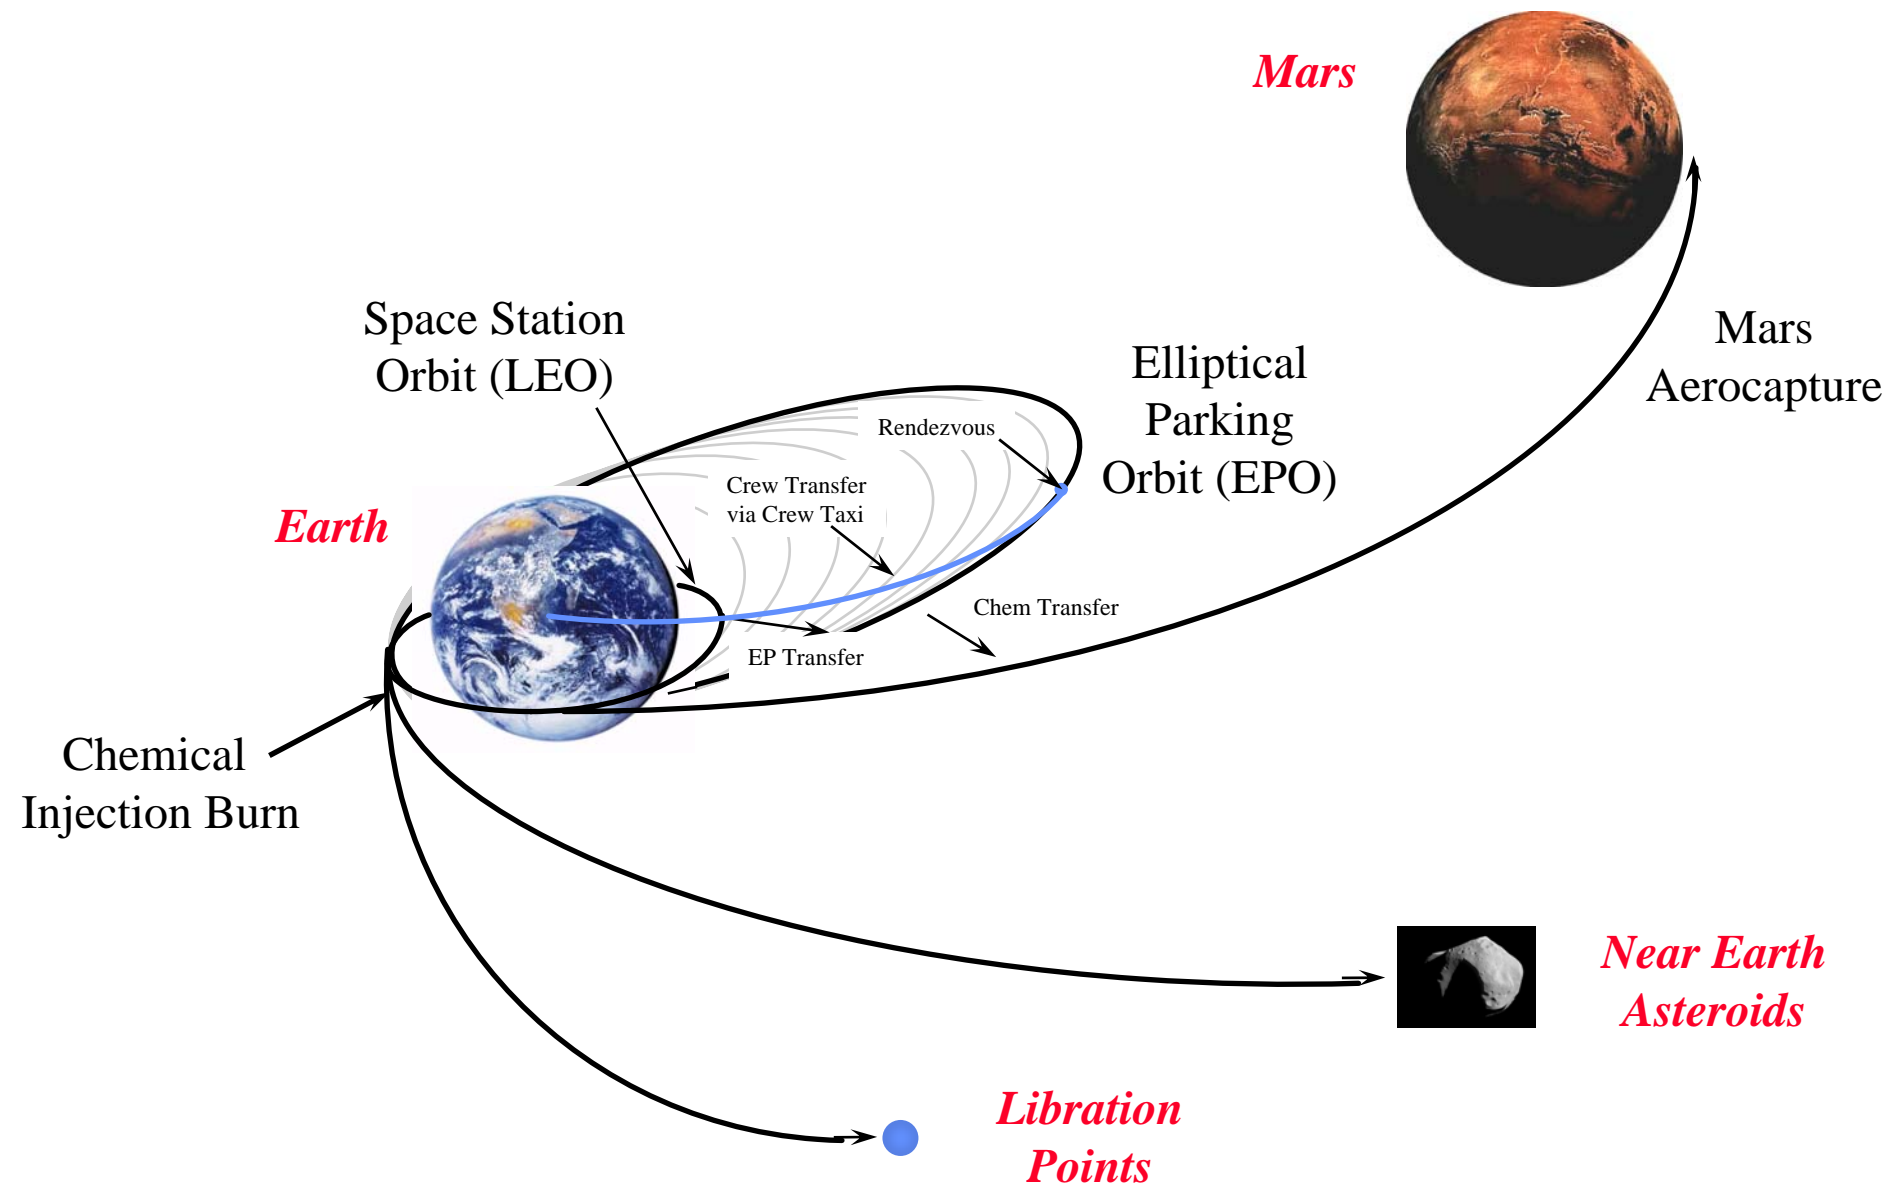 Mars
Space Station
Orbit (LEO)
Elliptical
Parking
Orbit (EPO)
Mars
Aerocapture
Rendezvous
Crew Transfer
via Crew Taxi
Earth
Chem Transfer
EP Transfer
Chemical
Injection Burn
Near Earth
Asteroids
Libration
Points